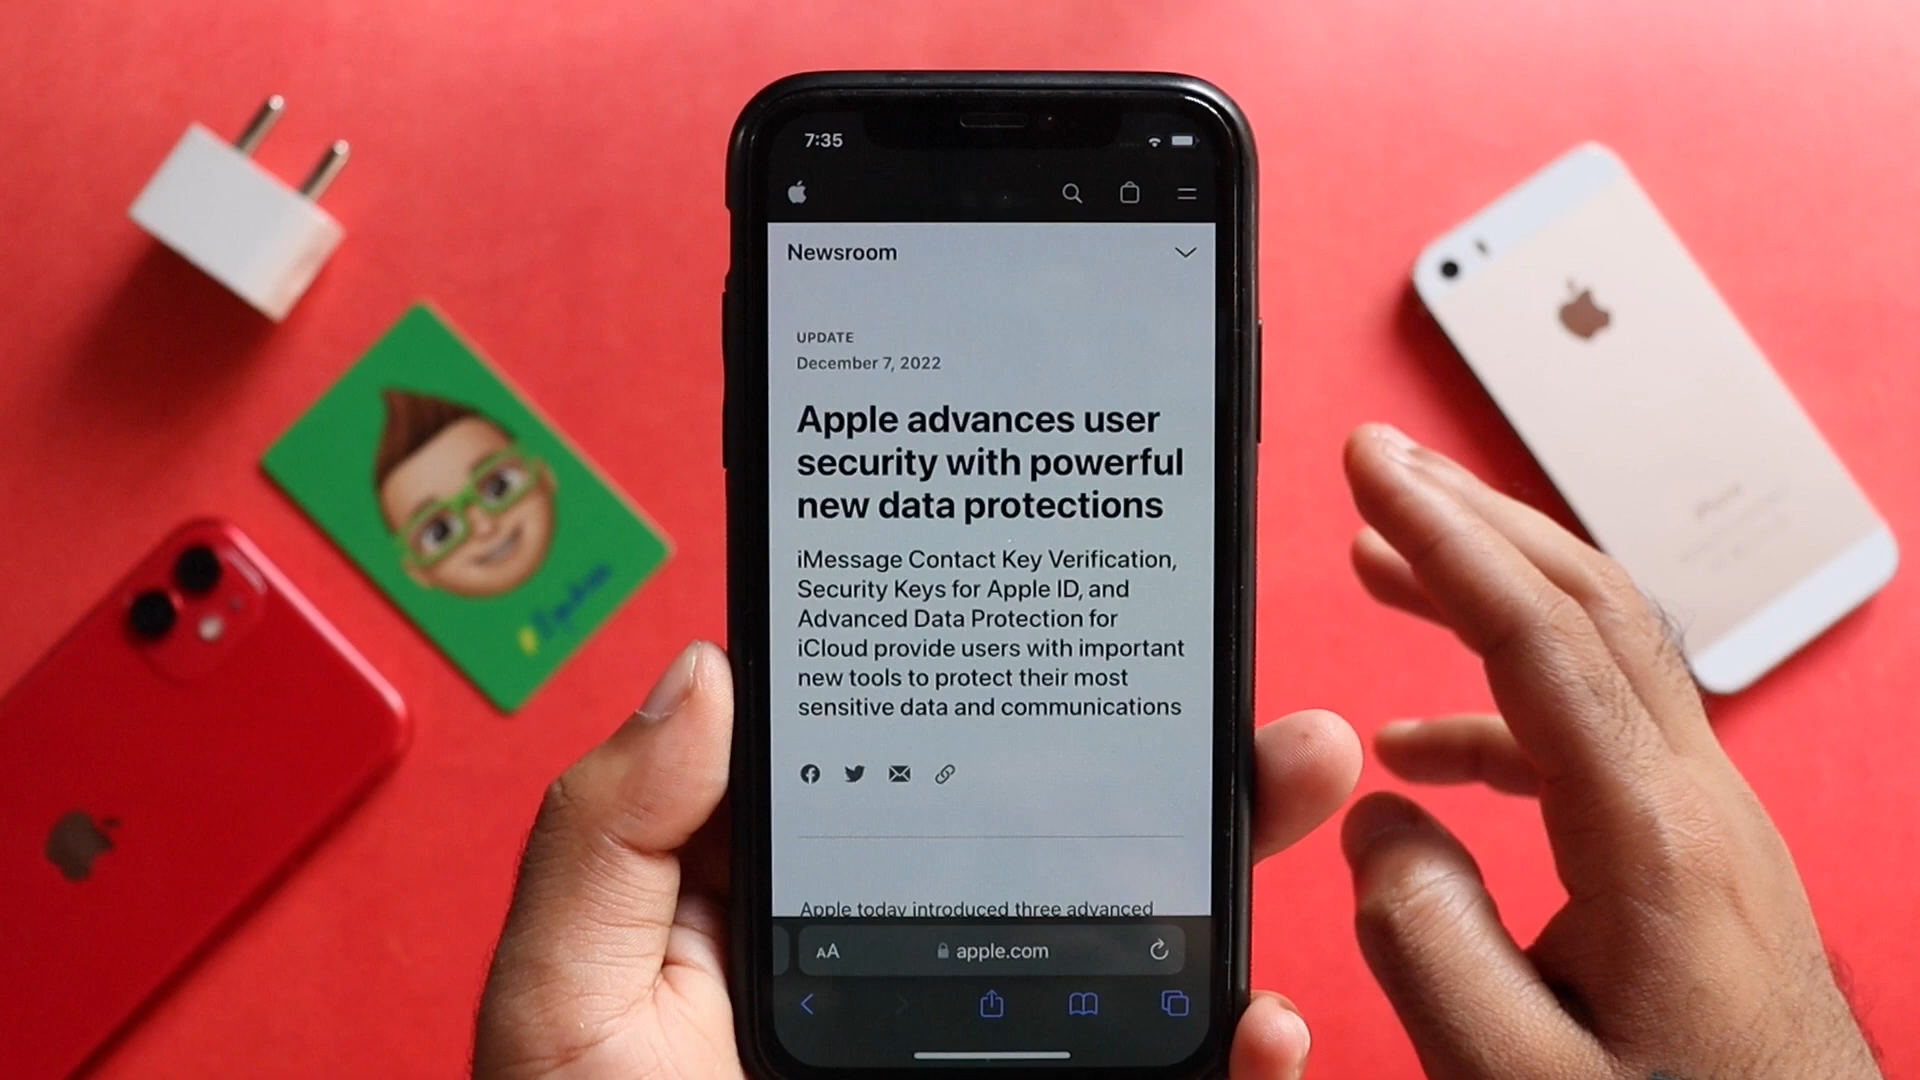 7:35
Newsroom
UPDATE
December 7, 2022
Apple advances user
security with powerful
new data protections
iMessage Contact Key Verification,
Security Keys for Apple ID, and
Advanced Data Protection for
iCloud provide users with important
new tools to protect their most
sensitive data and communications
Apple today introduced three advanced
AA
apple.com
iPhone